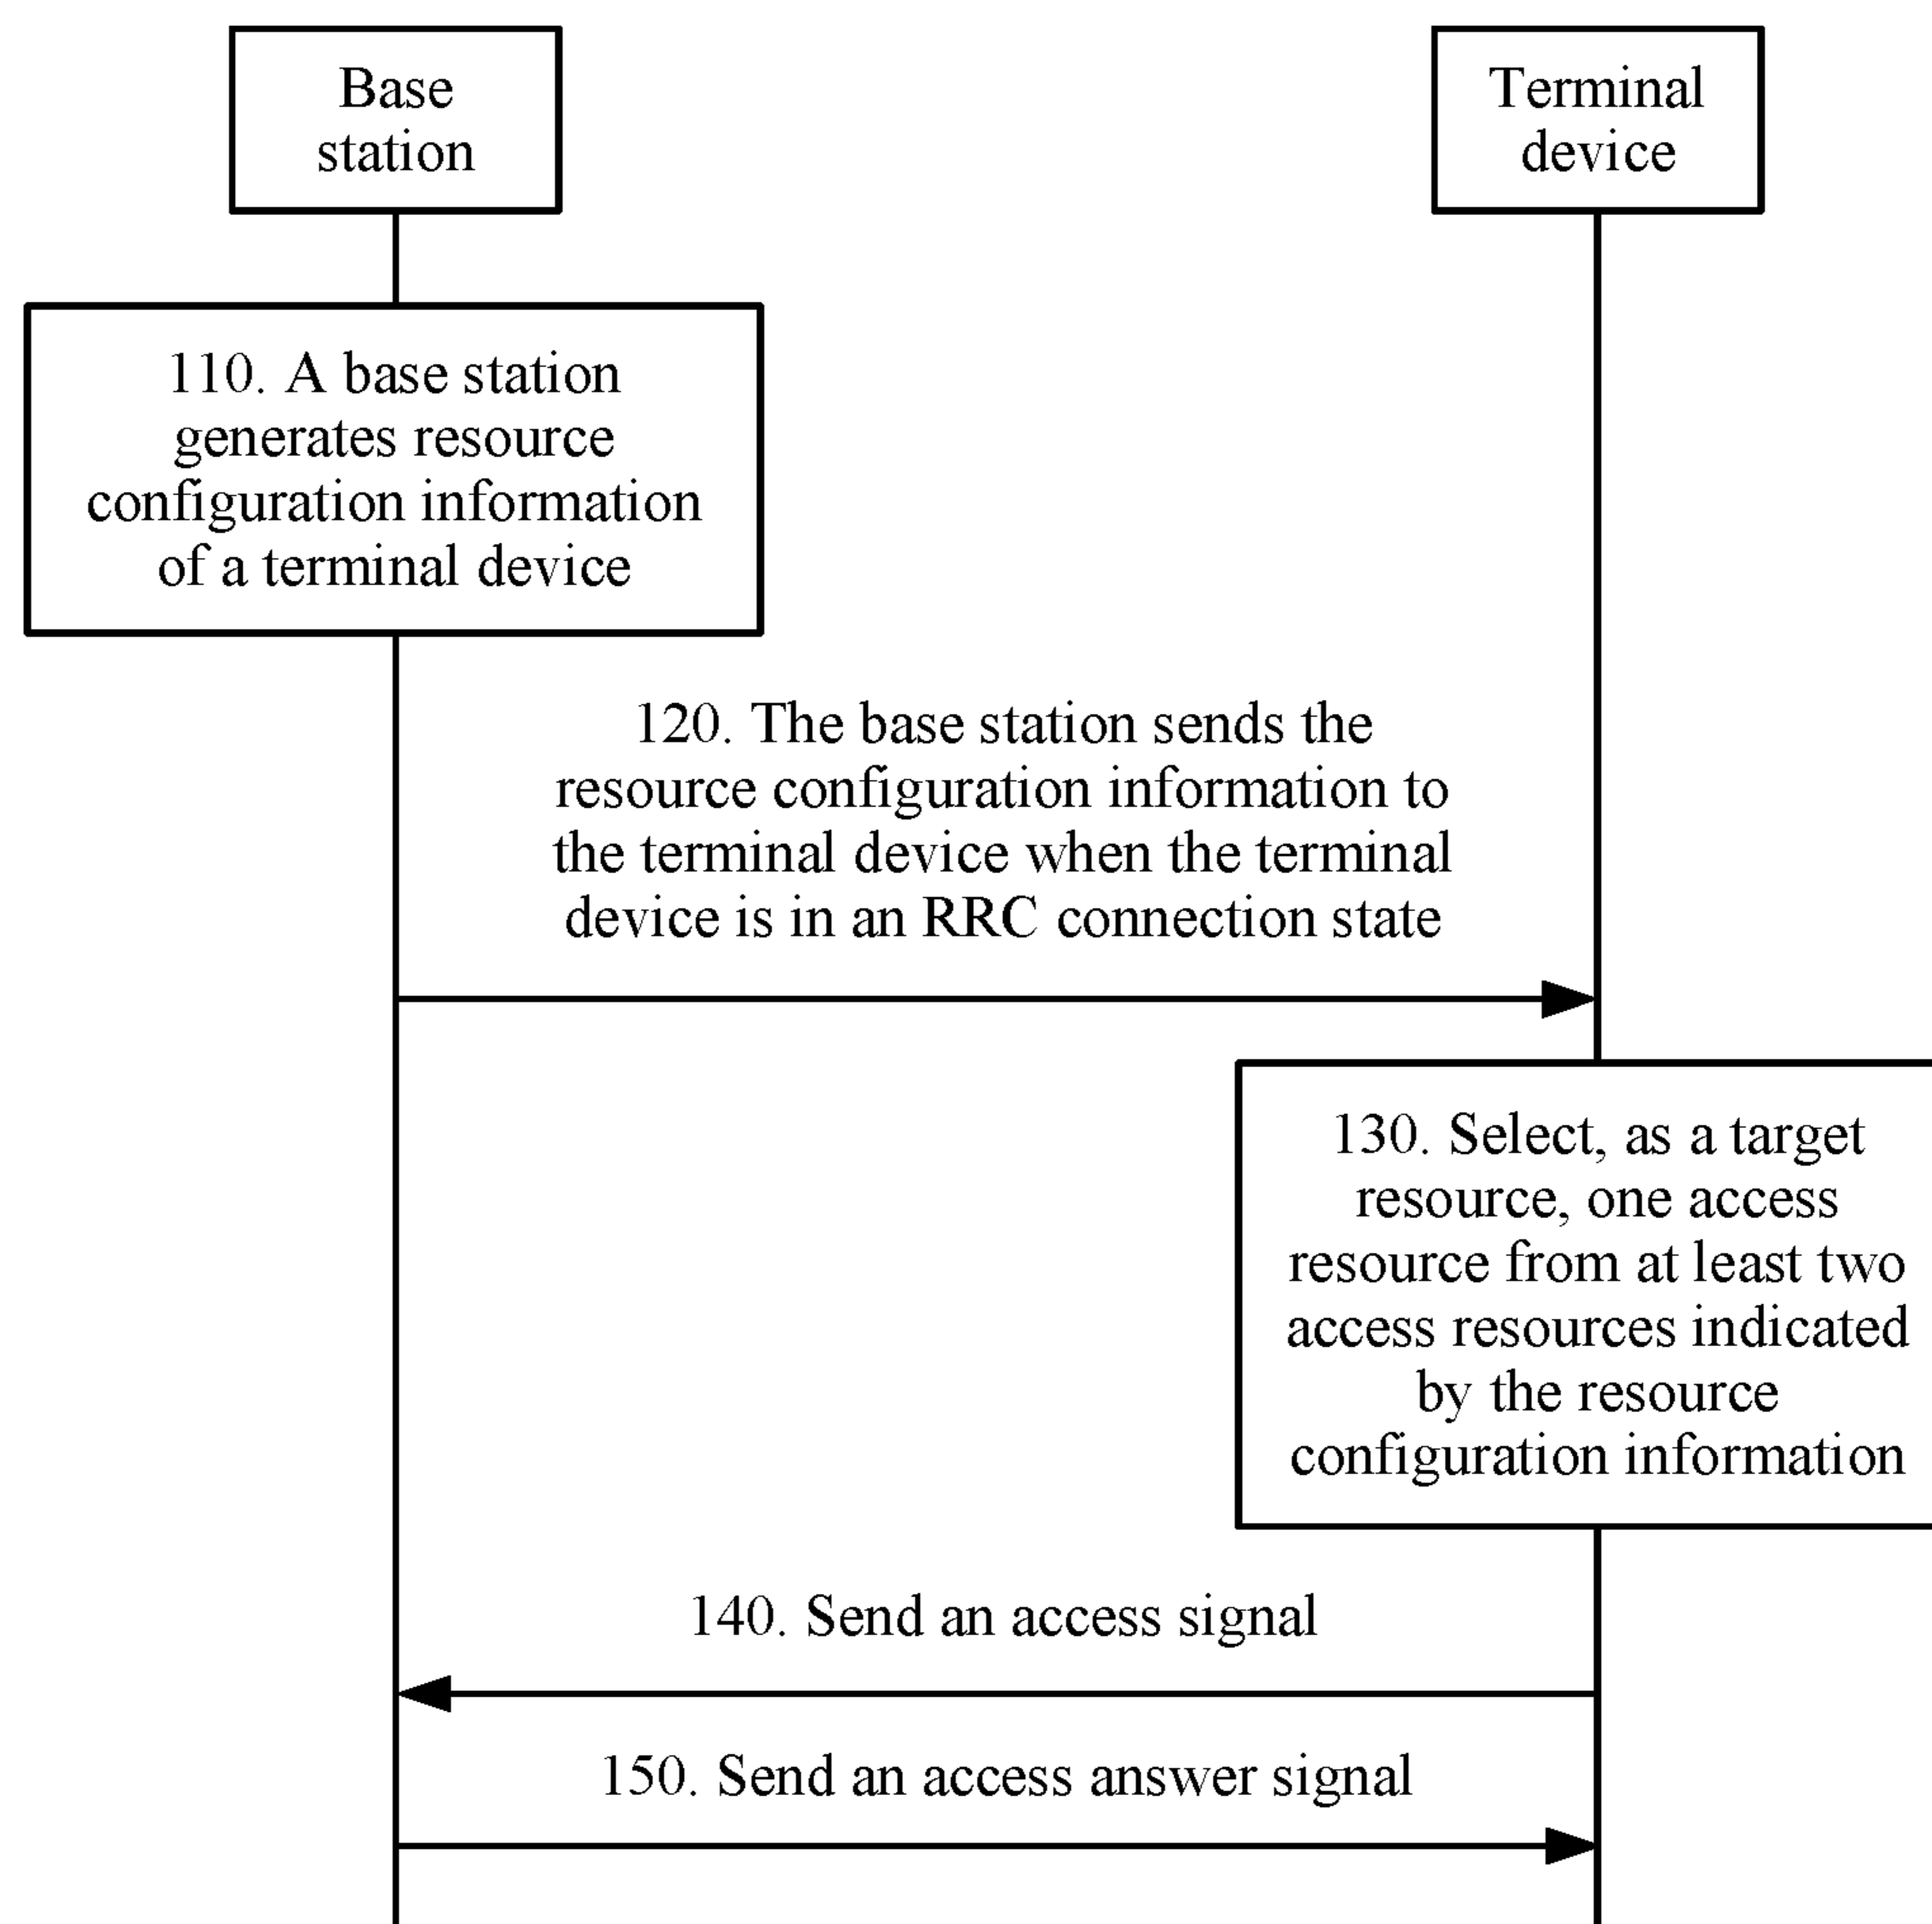 Base
station
Terminal
device
110. A base station
generates resource
configuration information
of a terminal device
120. The base station sends the
resource configuration information to
the terminal device when the terminal
device is in an RRC connection state
130. Select, as a target
resource, one access
resource from at least two
access resources indicated
by the resource
configuration information
140. Send an access signal
150. Send an access answer signal